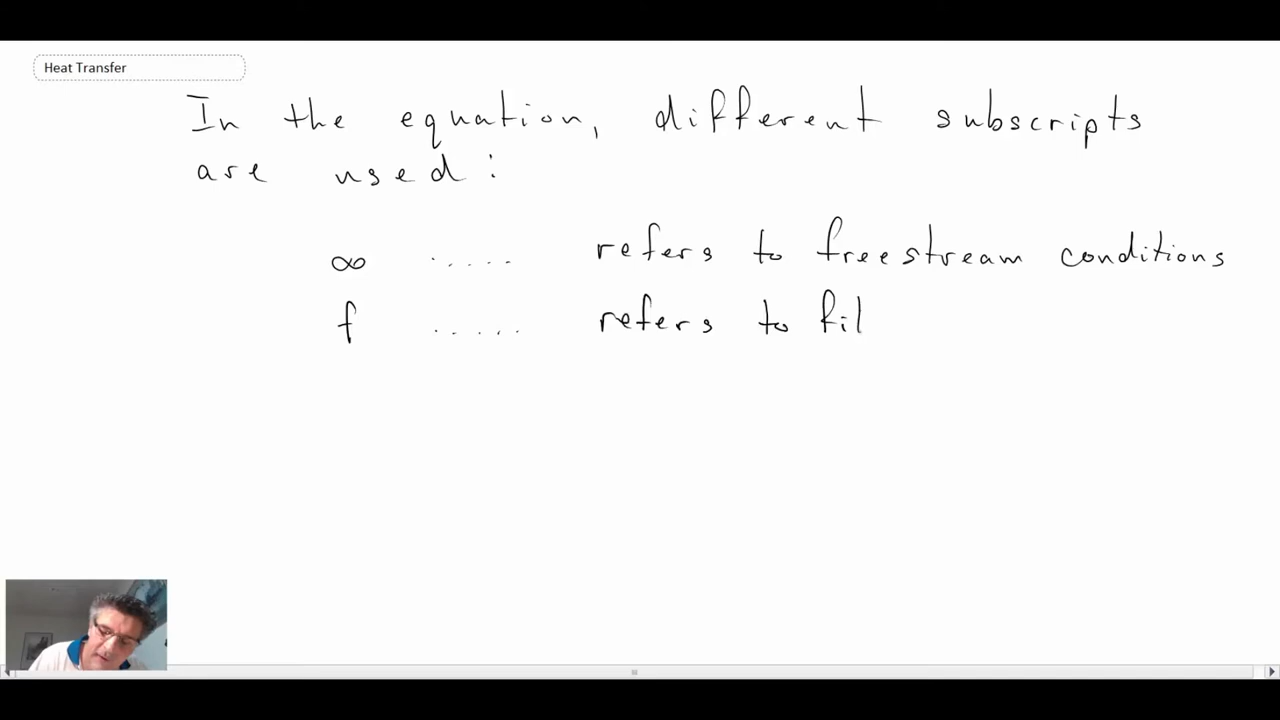 Heat Transfer
In the equation, different subscripts
are used:
∞ ..... refers to freestream conditions
f ..... refers to fil